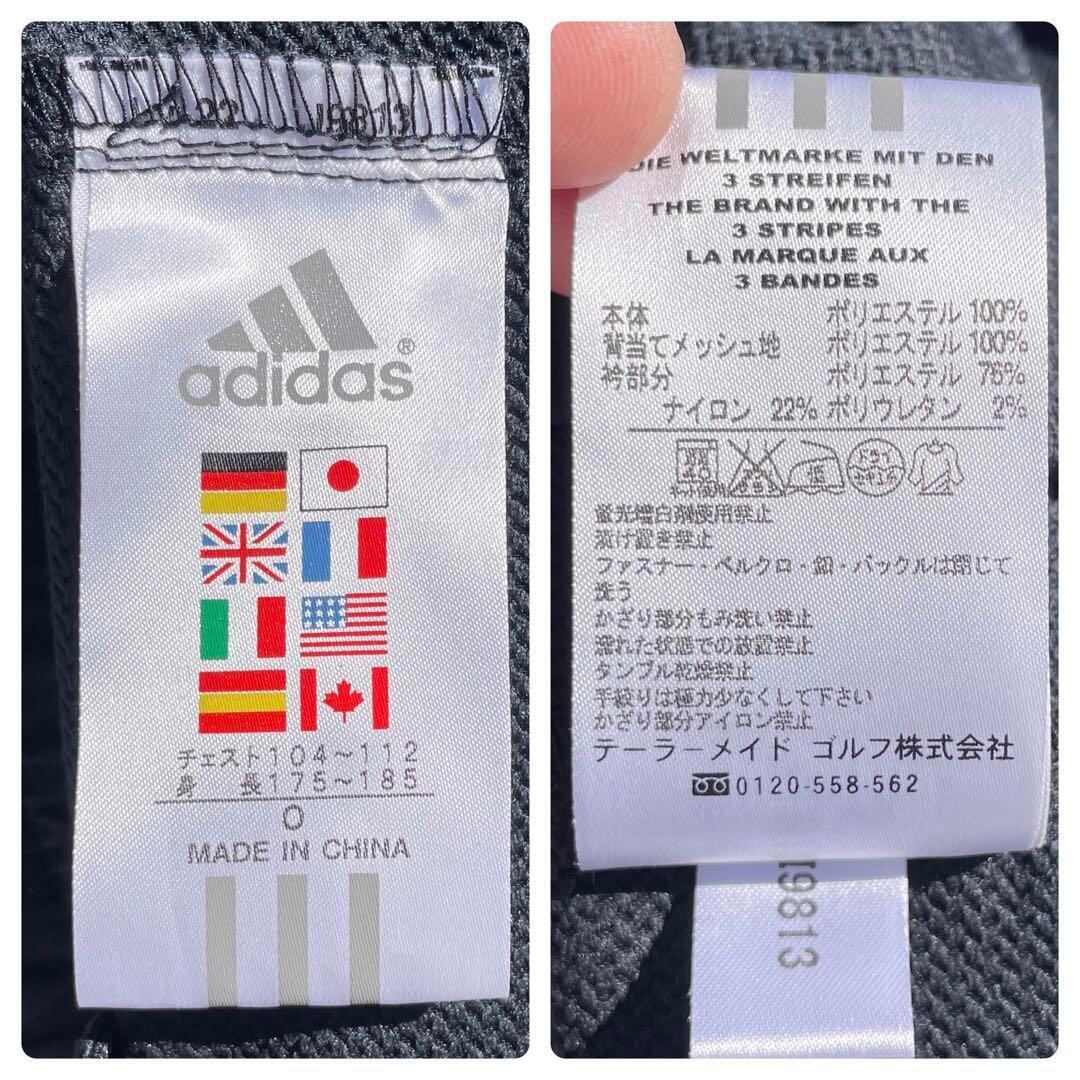 I9813
adidas®
チェスト104～112
身 長175～185
O
MADE IN CHINA
DIE WELTMARKE MIT DEN
3 STREIFEN
THE BRAND WITH THE
3 STRIPES
LA MARQUE AUX
3 BANDES
本体 ポリエステル 100%
背当てメッシュ地 ポリエステル 100%
衿部分 ポリエステル 76%
ナイロン 22% ポリウレタン 2%
蛍光増白剤使用禁止
漬け置き禁止
ファスナー・ベルクロ・釦・バックルは閉じて
洗う
かざり部分もみ洗い禁止
濡れた状態での放置禁止
タンブル乾燥禁止
手絞りは極力少なくして下さい
かざり部分アイロン禁止
テーラーメイド ゴルフ株式会社
0120-558-562
I9813